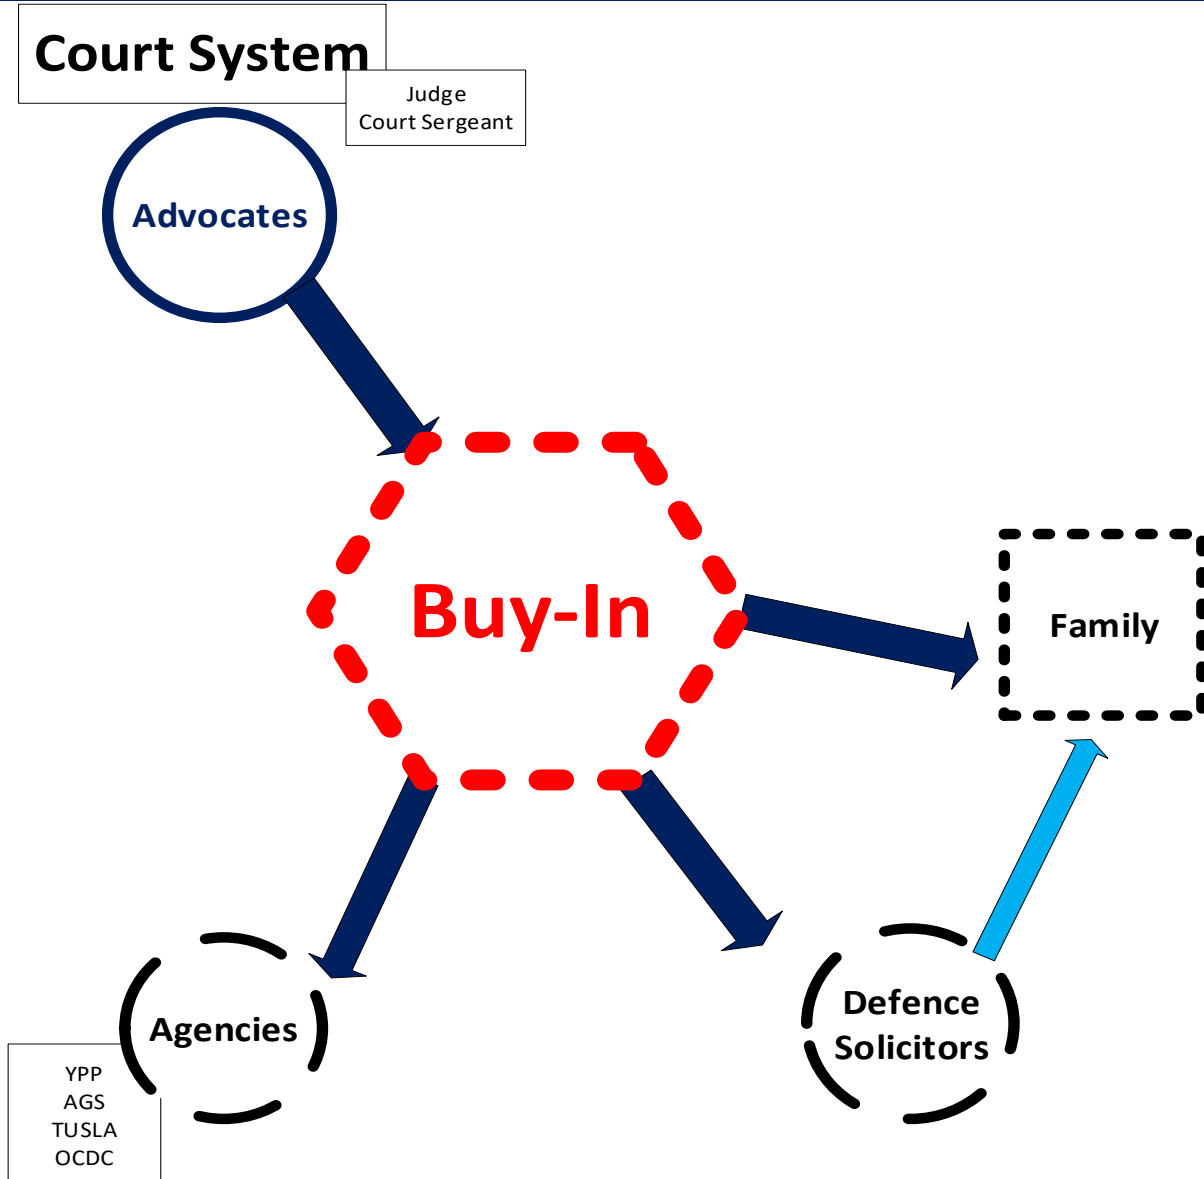 Court System
Judge
Court Sergeant
Advocates
Buy-In
Family
Defence
Solicitors
Agencies
YPP
AGS
TUSLA
OCDC